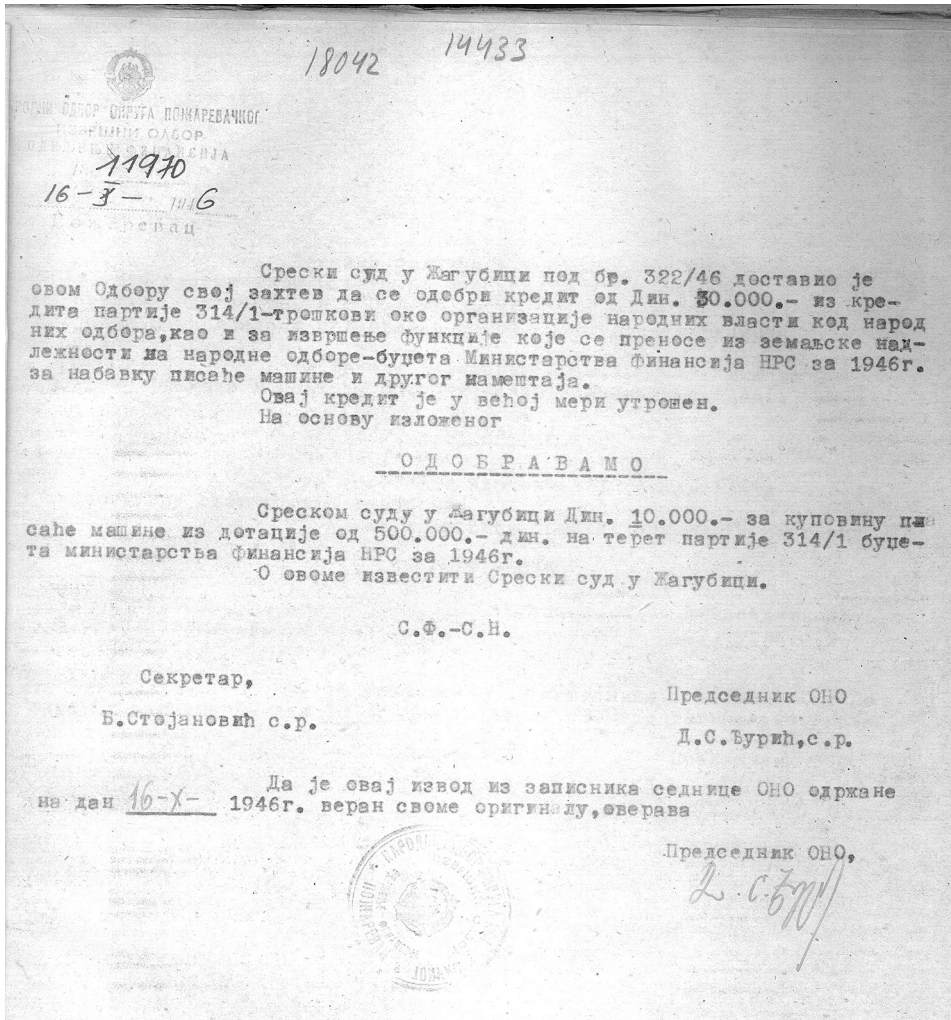 18042 14433
НАРОДНИ ОДБОР ОКРУГА ПОЖАРЕВАЧКОГ
ИЗВРШНИ ОДБОР
ОДЕЉЕЊЕ ФИНАНСИЈА
11970
16-X- 1946
Пожаревац
Срески суд у Жагубици под бр. 322/46 доставио је
овом Одбору свој захтев да се одобри кредит од Дин. 30.000.- из кре-
дита партије 314/1-трошкови око организације народних власти код народ
них одбора,као и за извршење функције које се преносе из земаљске над-
лежности на народне одборе-буџета Министарства финансија НРС за 1946г.
за набавку писаће машине и другог намештаја.
Овај кредит је у већој мери утрошен.
На основу изложеног
ОДОБРАВАМО
Среском суду у Жагубици Дин. 10.000.- за куповину пи
саће машине из дотације од 500.000.- дин. на терет партије 314/1 буџе-
та министарства финансија НРС за 1946г.
О овоме известити Срески суд у Жагубици.
С.Ф.-С.Н.
Секретар,
Председник ОНО
Б.Стојановић с.р.
Д.С.Ђурић,с.р.
Да је овај извод из записника седнице ОНО одржане
на дан 16-X- 1946г. веран своме оригиналу,оверава
Председник ОНО,